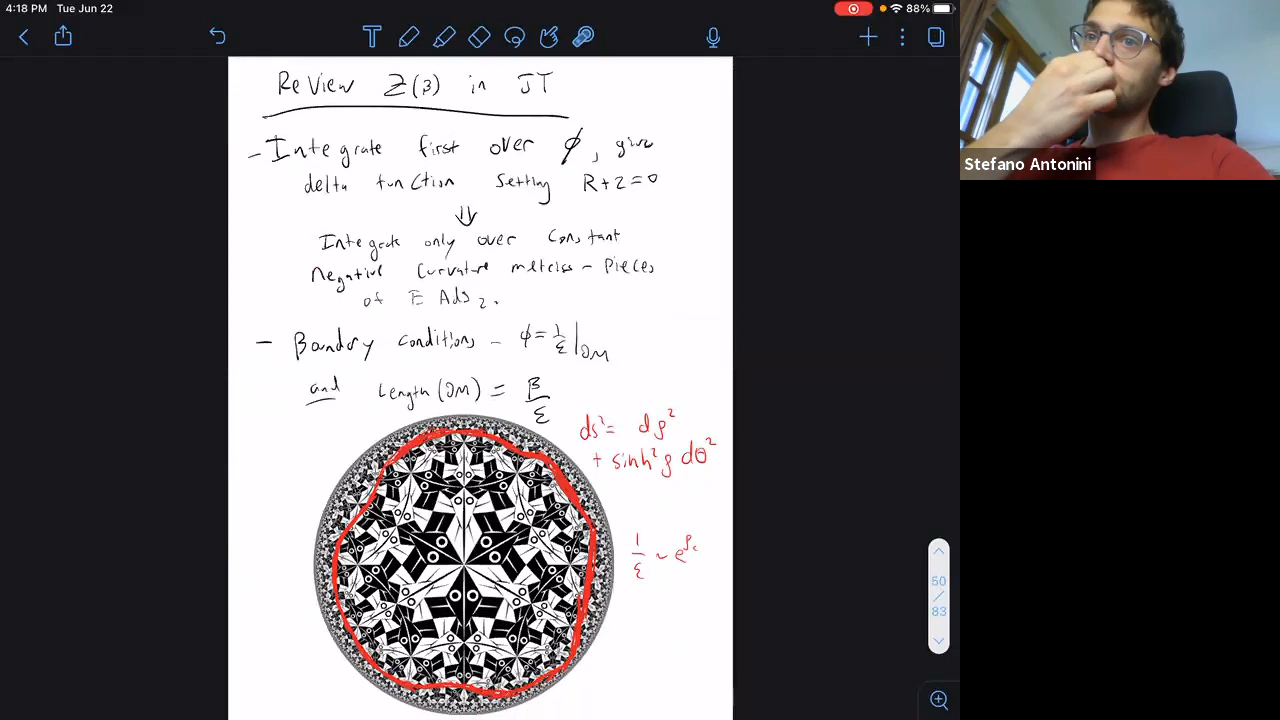 4:18 PM Tue Jun 22
88%
Review Z(β) in JT
- Integrate first over ϕ, give
delta function setting R+2=0
⇓
Integrate only over constant
negative curvature metrics - pieces
of E AdS₂.
- Boundry conditions - ϕ = 1/ε |∂M
and Length(∂M) = β/ε
ds² = dρ²
+ sinh²ρ dθ²
1/ε ~ e^ρc
50
/
83
Stefano Antonini